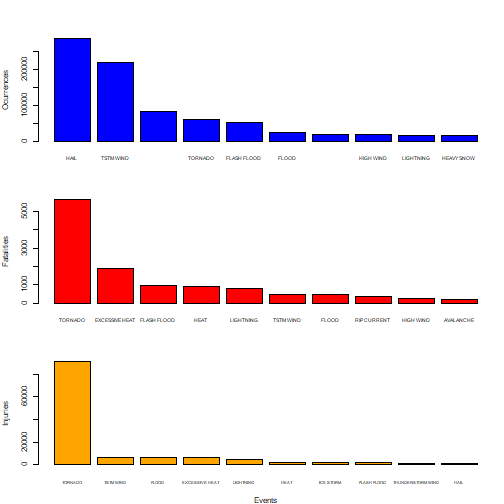 Ocurrences
200000
100000
0
HAIL TSTM WIND TORNADO FLASH FLOOD FLOOD HIGH WIND LIGHTNING HEAVY SNOW
Fatalities
5000
3000
1000
0
TORNADO EXCESSIVE HEAT FLASH FLOOD HEAT LIGHTNING TSTM WIND FLOOD RIP CURRENT HIGH WIND AVALANCHE
Injuries
60000
20000
0
TORNADO TSTM WIND FLOOD EXCESSIVE HEAT LIGHTNING HEAT ICE STORM FLASH FLOOD THUNDERSTORM WIND HAIL
Events